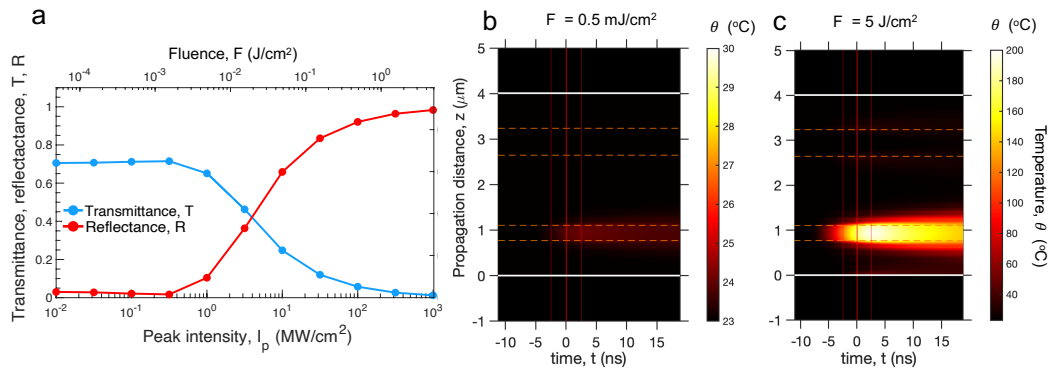 a
Fluence, F (J/cm²)
10⁻⁴ 10⁻³ 10⁻² 10⁻¹ 10⁰
Transmittance, reflectance, T, R
1
0.8
0.6
0.4
0.2
0
Transmittance, T
Reflectance, R
10⁻² 10⁻¹ 10⁰ 10¹ 10² 10³
Peak intensity, Iₚ (MW/cm²)
b
F = 0.5 mJ/cm²
θ (ᵒC)
Propagation distance, z (μm)
5
4
3
2
1
0
-1
-10 -5 0 5 10 15
time, t (ns)
30
29
28
27
26
25
24
23
c
F = 5 J/cm²
θ (ᵒC)
5
4
3
2
1
0
-1
-10 -5 0 5 10 15
time, t (ns)
200
180
160
140
120
100
80
60
40
Temperature, θ (ᵒC)